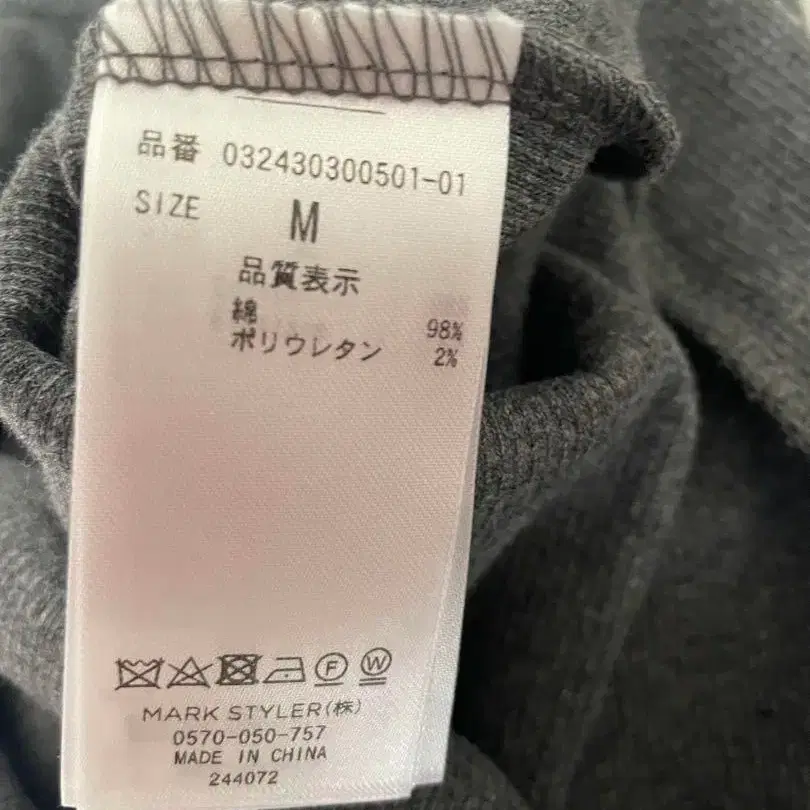 品番 032430300501-01
SIZE M
品質表示
綿 98%
ポリウレタン 2%
F W
MARK STYLER(株)
0570-050-757
MADE IN CHINA
244072